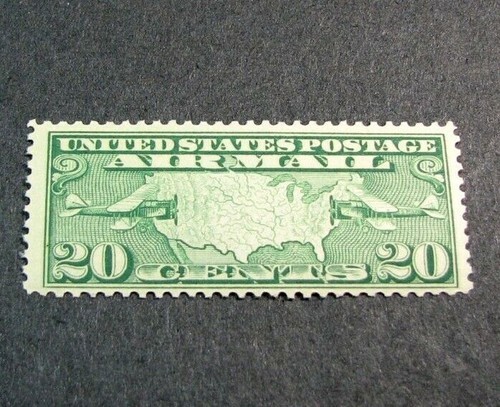 UNITED STATES POSTAGE
AIR MAIL
20 CENTS 20